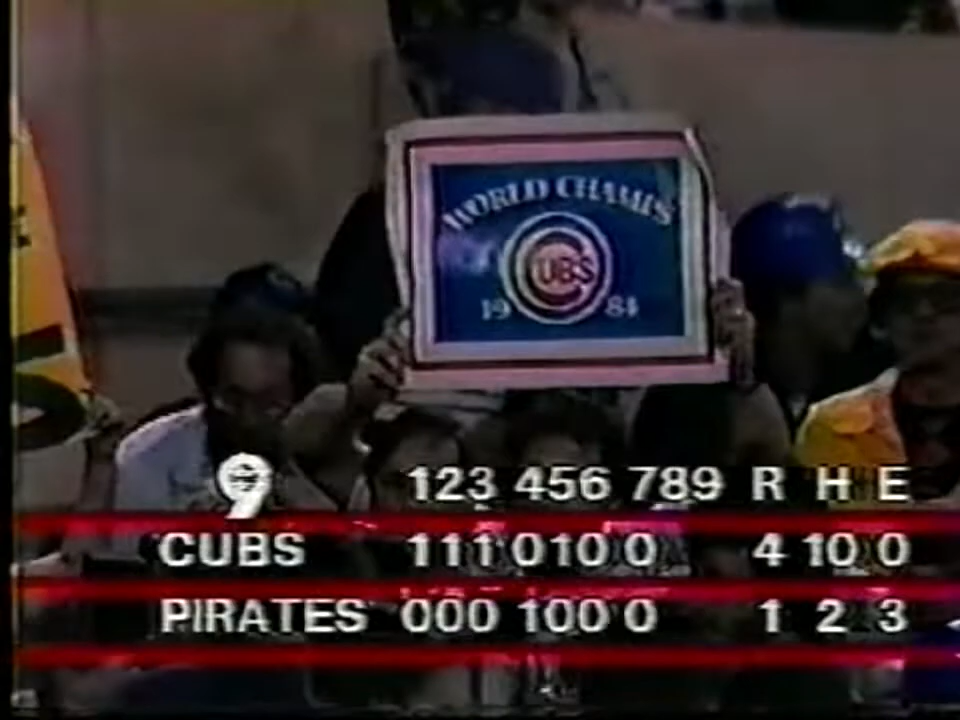 WORLD CHAMPS
CUBS
19 84
9
123 456 789 R H E
CUBS 111 010 0 4 10 0
PIRATES 000 100 0 1 2 3